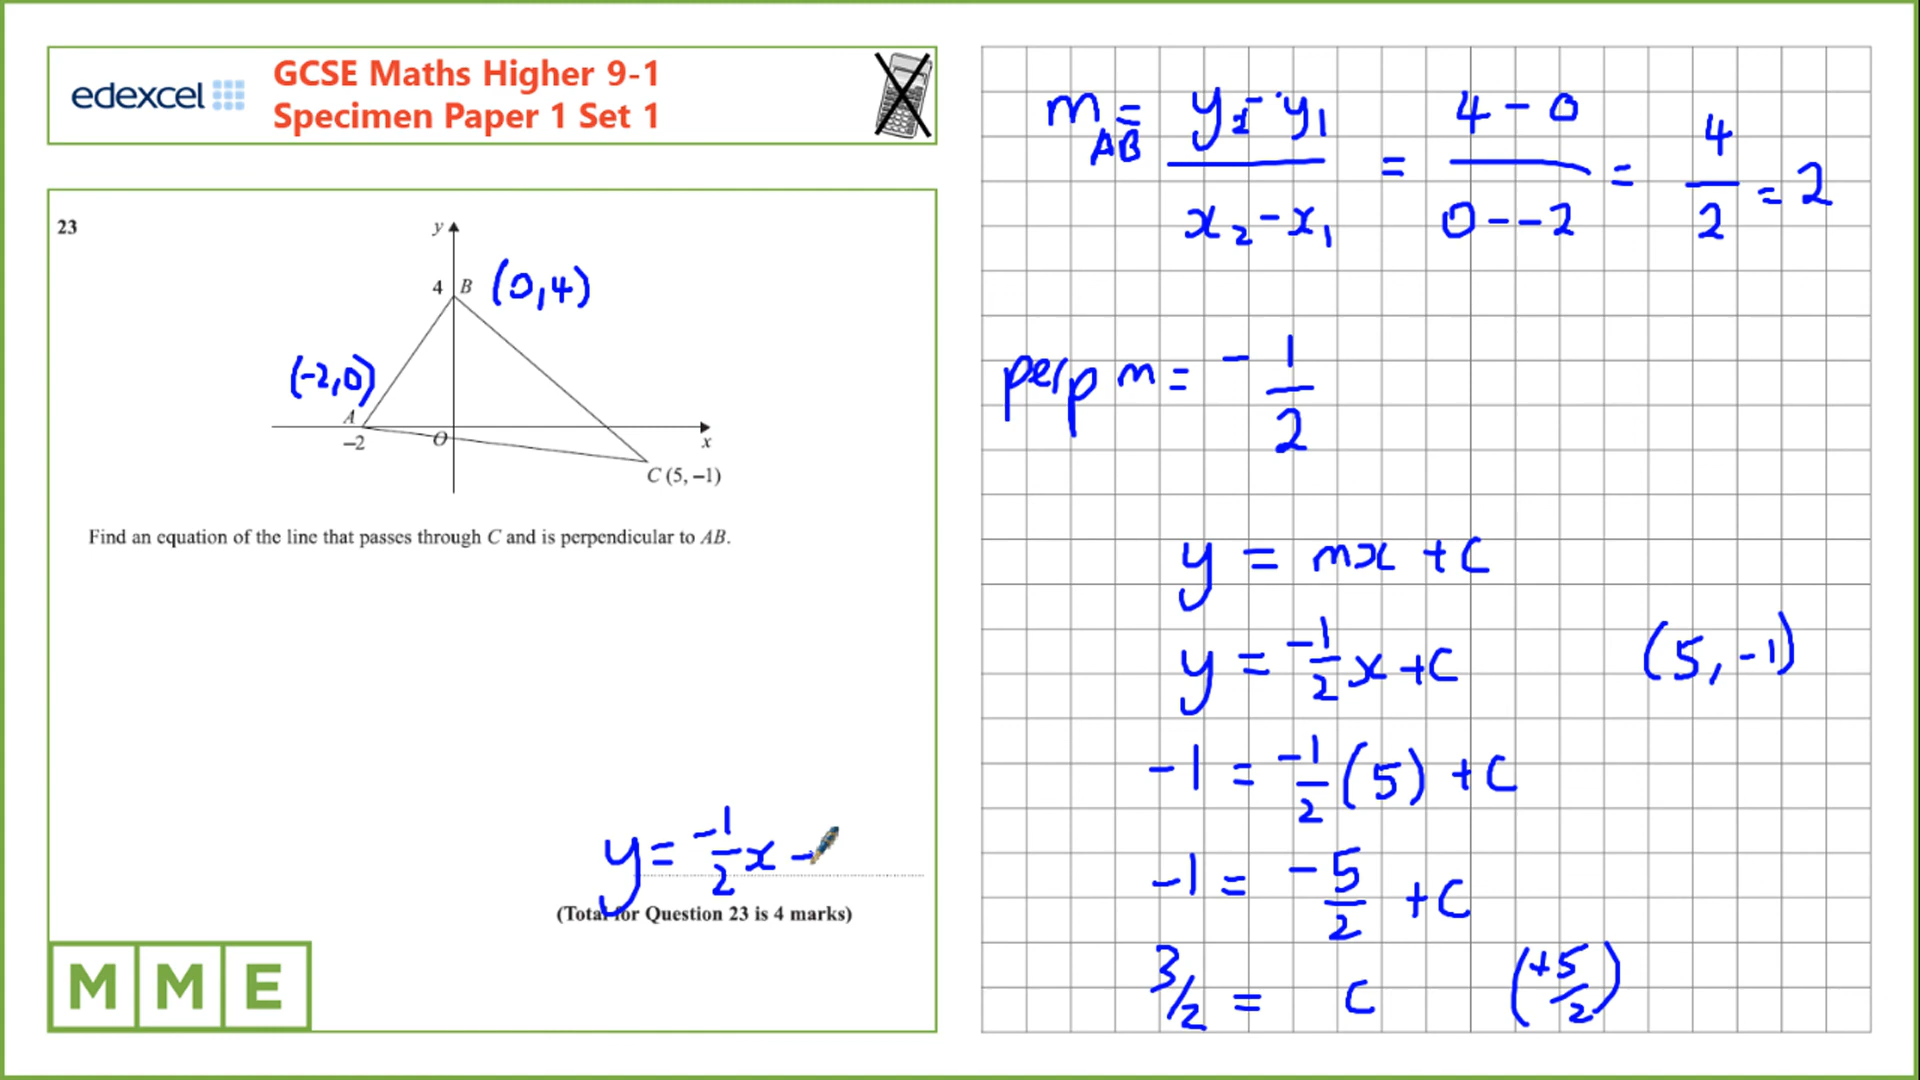 edexcel
GCSE Maths Higher 9-1
Specimen Paper 1 Set 1
23
y
4 B (0,4)
(-2,0)
A
-2 O x
C (5, -1)
Find an equation of the line that passes through C and is perpendicular to AB.
y = -1/2 x -
(Total for Question 23 is 4 marks)
MME
m AB = y2 - y1 / x2 - x1 = 4 - 0 / 0 - -2 = 4/2 = 2
perp m = - 1/2
y = mx + c
y = -1/2 x + c (5, -1)
-1 = -1/2 (5) + c
-1 = -5/2 + c
3/2 = c (+5/2)